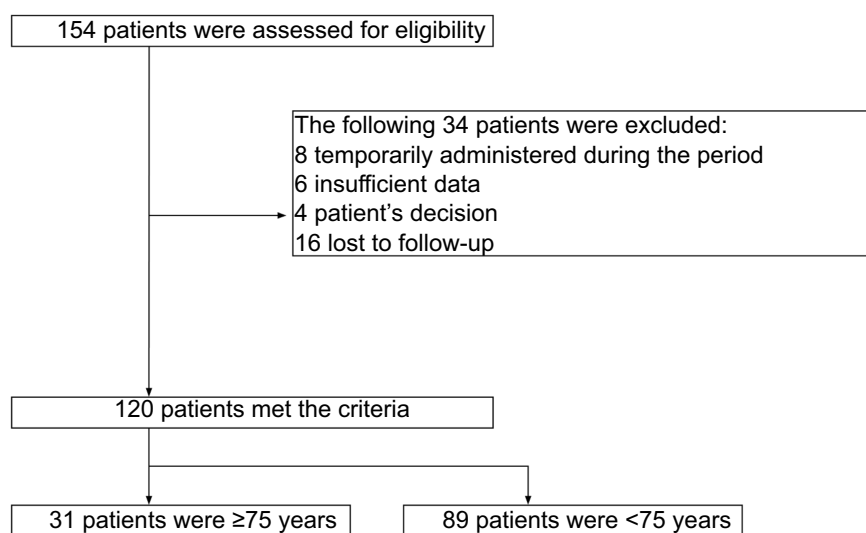 154 patients were assessed for eligibility
The following 34 patients were excluded:
8 temporarily administered during the period
6 insufficient data
4 patient’s decision
16 lost to follow-up
120 patients met the criteria
31 patients were ≥75 years
89 patients were <75 years